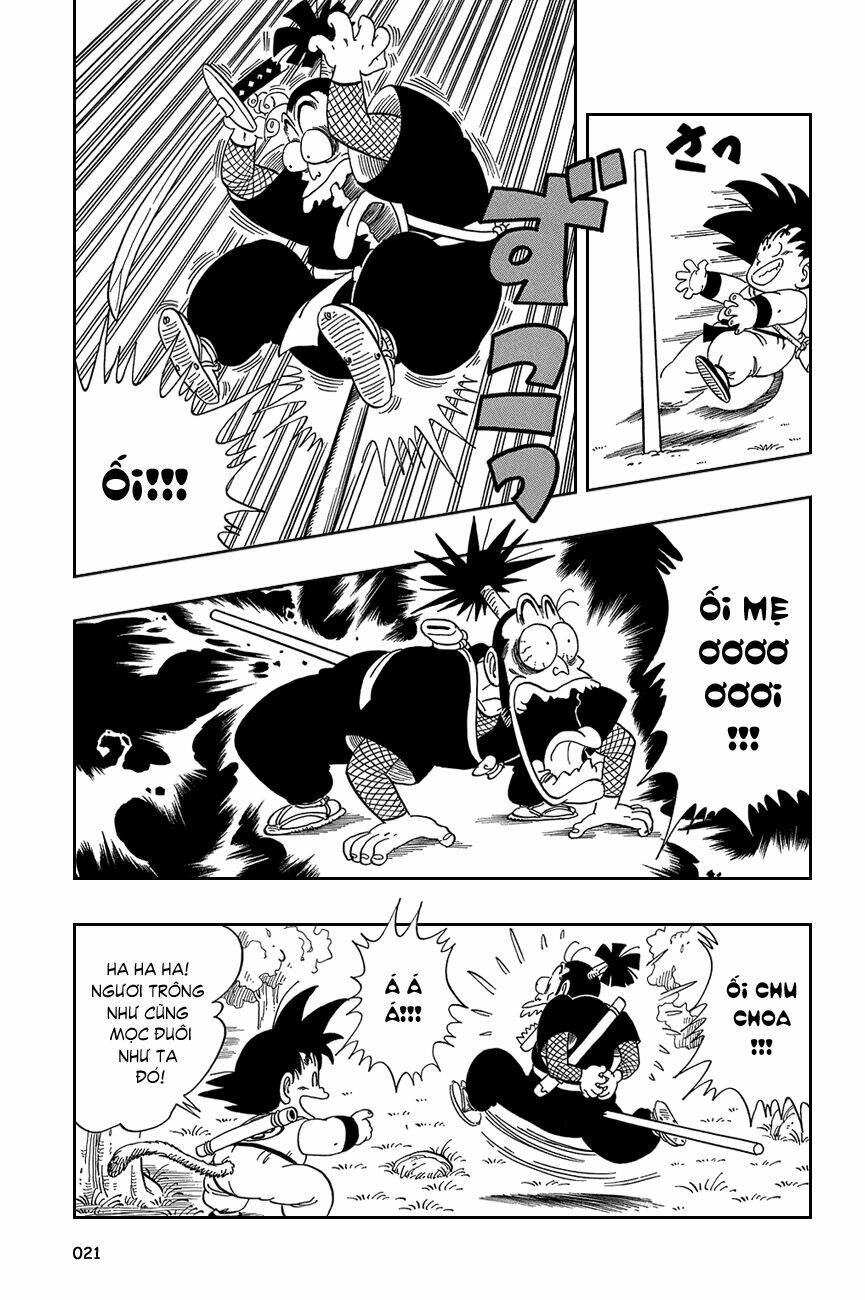 さっ
ずこっ
ỐI!!!
ỐI MẸ
ƠƠƠƠ
ƠƠƠI
!!!
ỐI CHU
CHOA
!!!
Á Á
Á!!!
HA HA HA!
NGƯƠI TRÔNG
NHƯ CŨNG
MỌC ĐUÔI
NHƯ TA
ĐÓ!
021